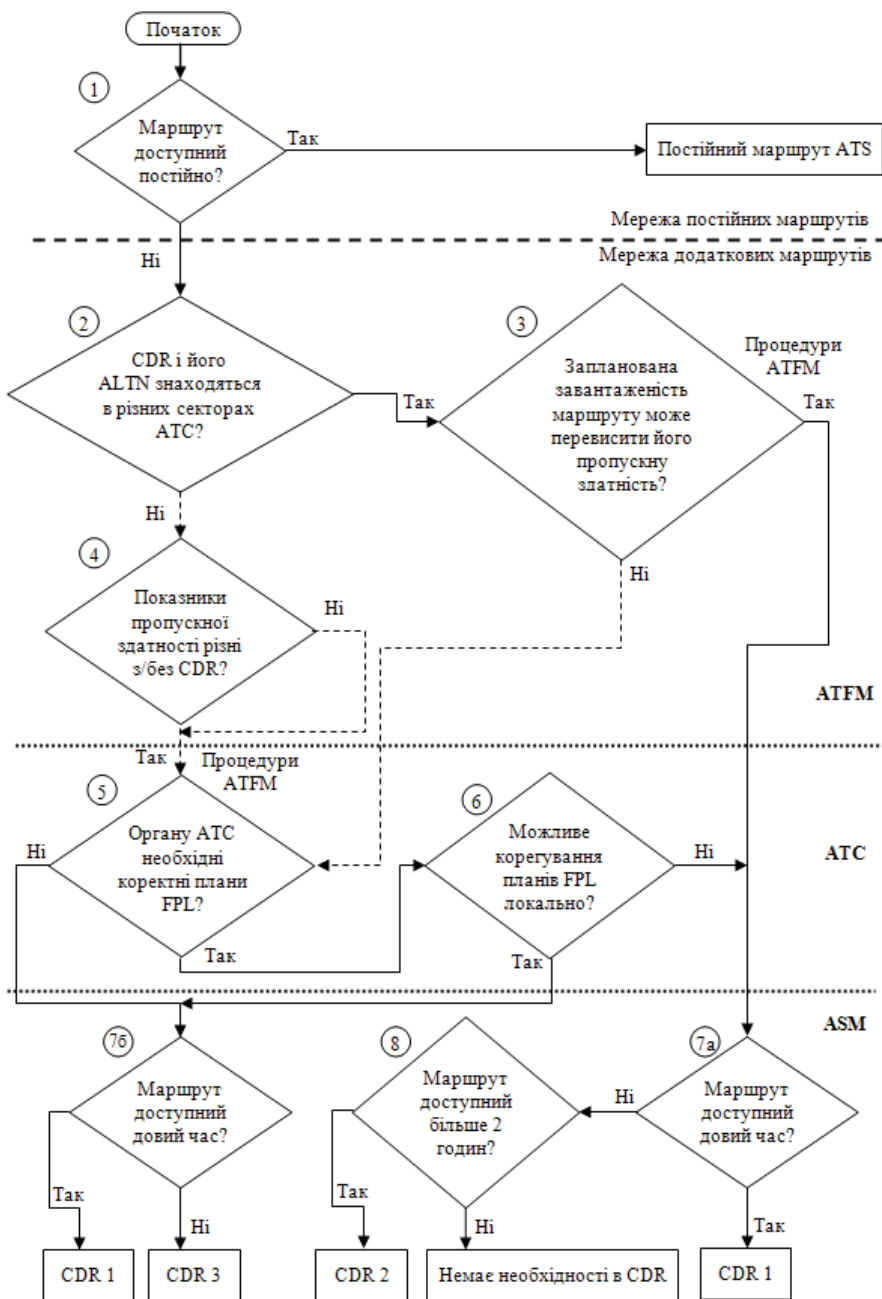 Початок
1
Маршрут
доступний
постійно?
Так
Постійний маршрут ATS
Мережа постійних маршрутів
Ні
Мережа додаткових маршрутів
2
CDR і його
ALTN знаходяться
в різних секторах
АТС?
Так
3
Запланована
завантаженість
маршруту може
перевисити його
пропускну
здатність?
Процедури
ATFM
Так
Ні
Ні
4
Показники
пропускної
здатності різні
з/без CDR?
Ні
ATFM
Так
Процедури
ATFM
5
Органу АТС
необхідні
коректні плани
FPL?
Ні
Так
6
Можливе
корегування
планів FPL
локально?
Ні
Так
ATC
ASM
7б
Маршрут
доступний
довий час?
Так
Ні
8
Маршрут
доступний
більше 2
годин?
Так
Ні
7а
Маршрут
доступний
довий час?
Ні
Так
CDR 1
CDR 3
CDR 2
Немає необхідності в CDR
CDR 1